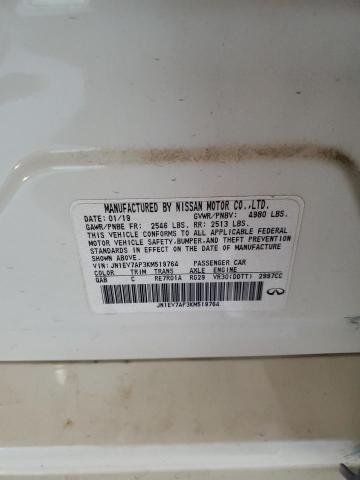 MANUFACTURED BY NISSAN MOTOR CO.,LTD.
DATE: 01/19 GVWR/PNBV: 4980 LBS.
GAWR/PNBE FR: 2546 LBS. RR: 2513 LBS.
THIS VEHICLE CONFORMS TO ALL APPLICABLE FEDERAL
MOTOR VEHICLE SAFETY,BUMPER,AND THEFT PREVENTION
STANDARDS IN EFFECT ON THE DATE OF MANUFACTURE
SHOWN ABOVE.
VIN: JN1EV7AP3KM519764 PASSENGER CAR
COLOR TRIM TRANS AXLE ENGINE
QAB C RE7R01A RG29 VR30(DDTT) 2997CC
JN1EV7AP3KM519764